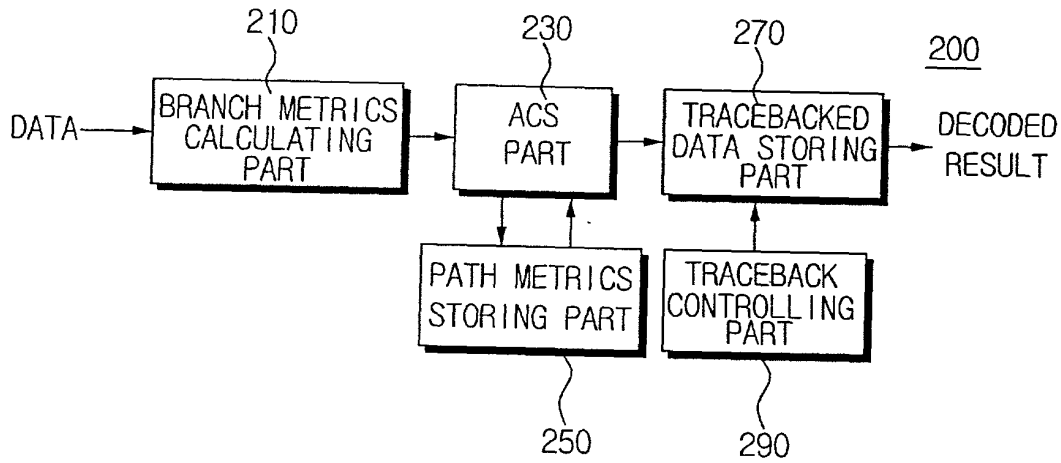 210
230
270
200
DATA
BRANCH METRICS
CALCULATING
PART
ACS
PART
TRACEBACKED
DATA STORING
PART
DECODED
RESULT
PATH METRICS
STORING PART
TRACEBACK
CONTROLLING
PART
250
290